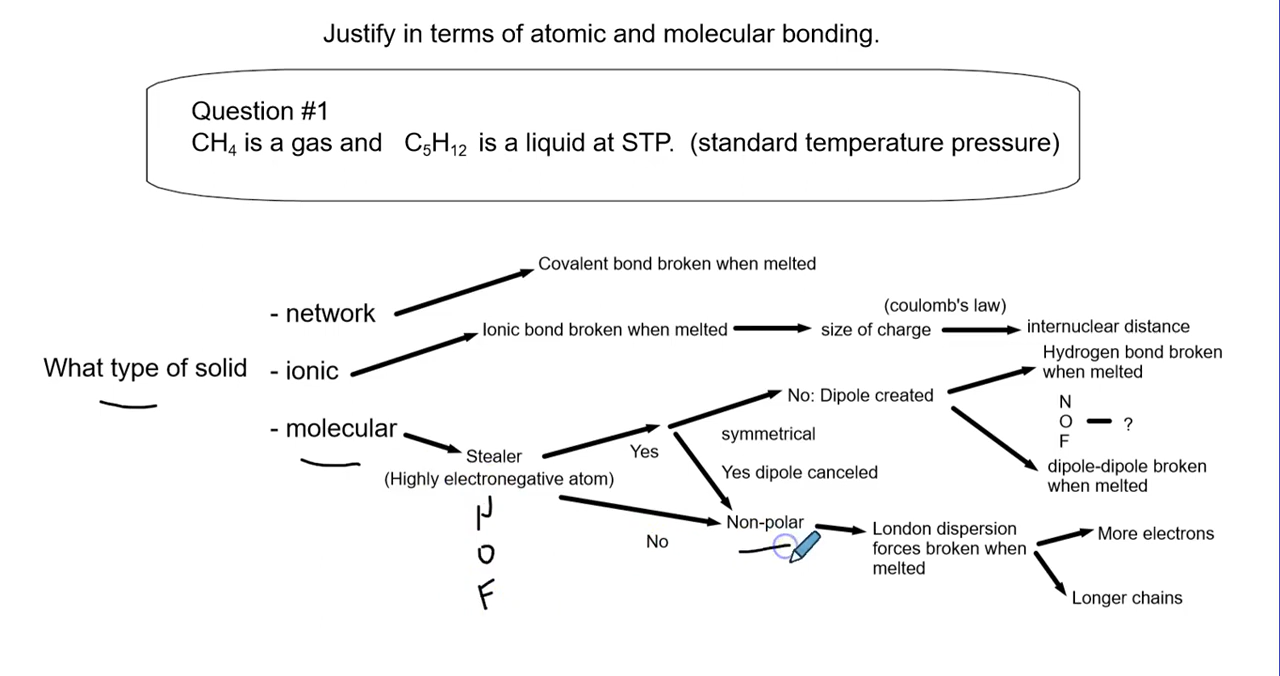 Justify in terms of atomic and molecular bonding.
Question #1
CH₄ is a gas and C₅H₁₂ is a liquid at STP. (standard temperature pressure)
Covalent bond broken when melted
- network
(coulomb's law)
Ionic bond broken when melted
size of charge
internuclear distance
What type of solid
- ionic
Hydrogen bond broken
when melted
No: Dipole created
N
O – ?
F
- molecular
symmetrical
Stealer
Yes
(Highly electronegative atom)
Yes dipole canceled
dipole-dipole broken
when melted
N
O
F
No
Non-polar
London dispersion
forces broken when
melted
More electrons
Longer chains